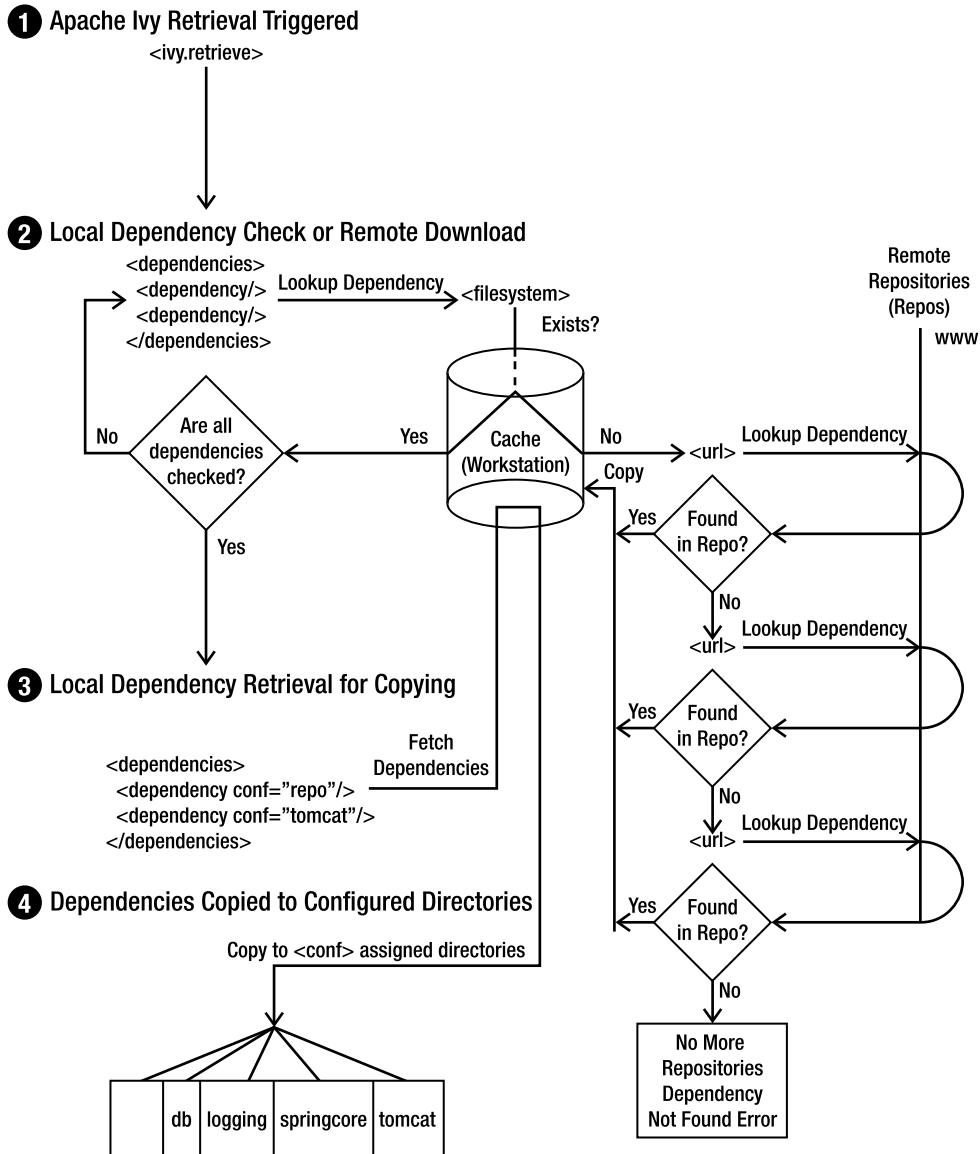 1 Apache Ivy Retrieval Triggered
<ivy.retrieve>
2 Local Dependency Check or Remote Download
<dependencies>
<dependency/>
<dependency/>
</dependencies>
Lookup Dependency
<filesystem>
Exists?
Remote
Repositories
(Repos)
www
Are all
dependencies
checked?
No
Yes
Yes
Cache
(Workstation)
No
Copy
<url>
Lookup Dependency
Found
in Repo?
Yes
No
<url>
Lookup Dependency
Found
in Repo?
Yes
No
<url>
Lookup Dependency
Found
in Repo?
Yes
No
No More
Repositories
Dependency
Not Found Error
3 Local Dependency Retrieval for Copying
Fetch
Dependencies
<dependencies>
<dependency conf="repo"/>
<dependency conf="tomcat"/>
</dependencies>
4 Dependencies Copied to Configured Directories
Copy to <conf> assigned directories
db
logging
springcore
tomcat